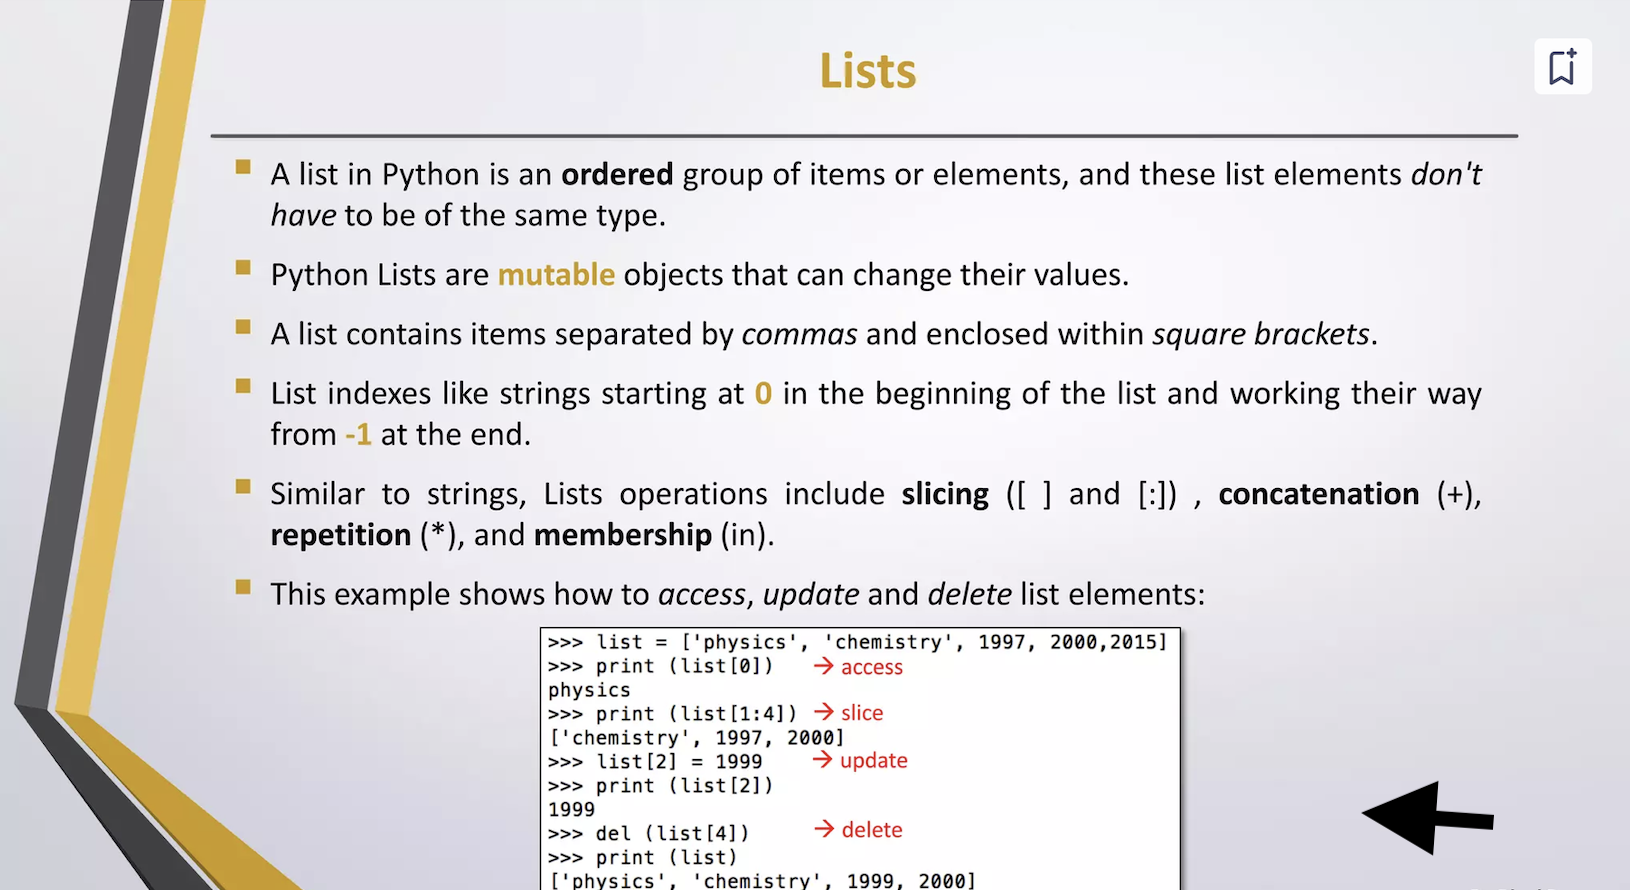 Lists
A list in Python is an ordered group of items or elements, and these list elements don't
have to be of the same type.
Python Lists are mutable objects that can change their values.
A list contains items separated by commas and enclosed within square brackets.
List indexes like strings starting at 0 in the beginning of the list and working their way
from -1 at the end.
Similar to strings, Lists operations include slicing ([ ] and [:]) , concatenation (+),
repetition (*), and membership (in).
This example shows how to access, update and delete list elements:
>>> list = ['physics', 'chemistry', 1997, 2000,2015]
>>> print (list[0]) → access
physics
>>> print (list[1:4]) → slice
['chemistry', 1997, 2000]
>>> list[2] = 1999 → update
>>> print (list[2])
1999
>>> del (list[4]) → delete
>>> print (list)
['physics', 'chemistry', 1999, 2000]